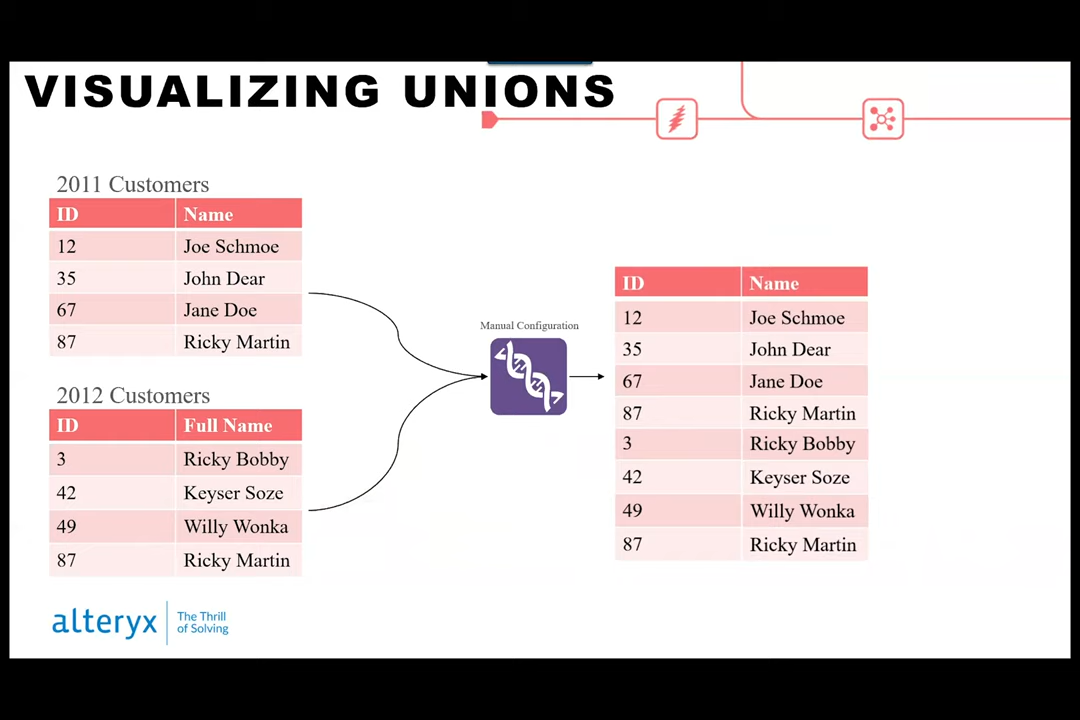 VISUALIZING UNIONS
2011 Customers
ID Name
12 Joe Schmoe
35 John Dear
67 Jane Doe
87 Ricky Martin
2012 Customers
ID Full Name
3 Ricky Bobby
42 Keyser Soze
49 Willy Wonka
87 Ricky Martin
Manual Configuration
ID Name
12 Joe Schmoe
35 John Dear
67 Jane Doe
87 Ricky Martin
3 Ricky Bobby
42 Keyser Soze
49 Willy Wonka
87 Ricky Martin
alteryx
The Thrill
of Solving